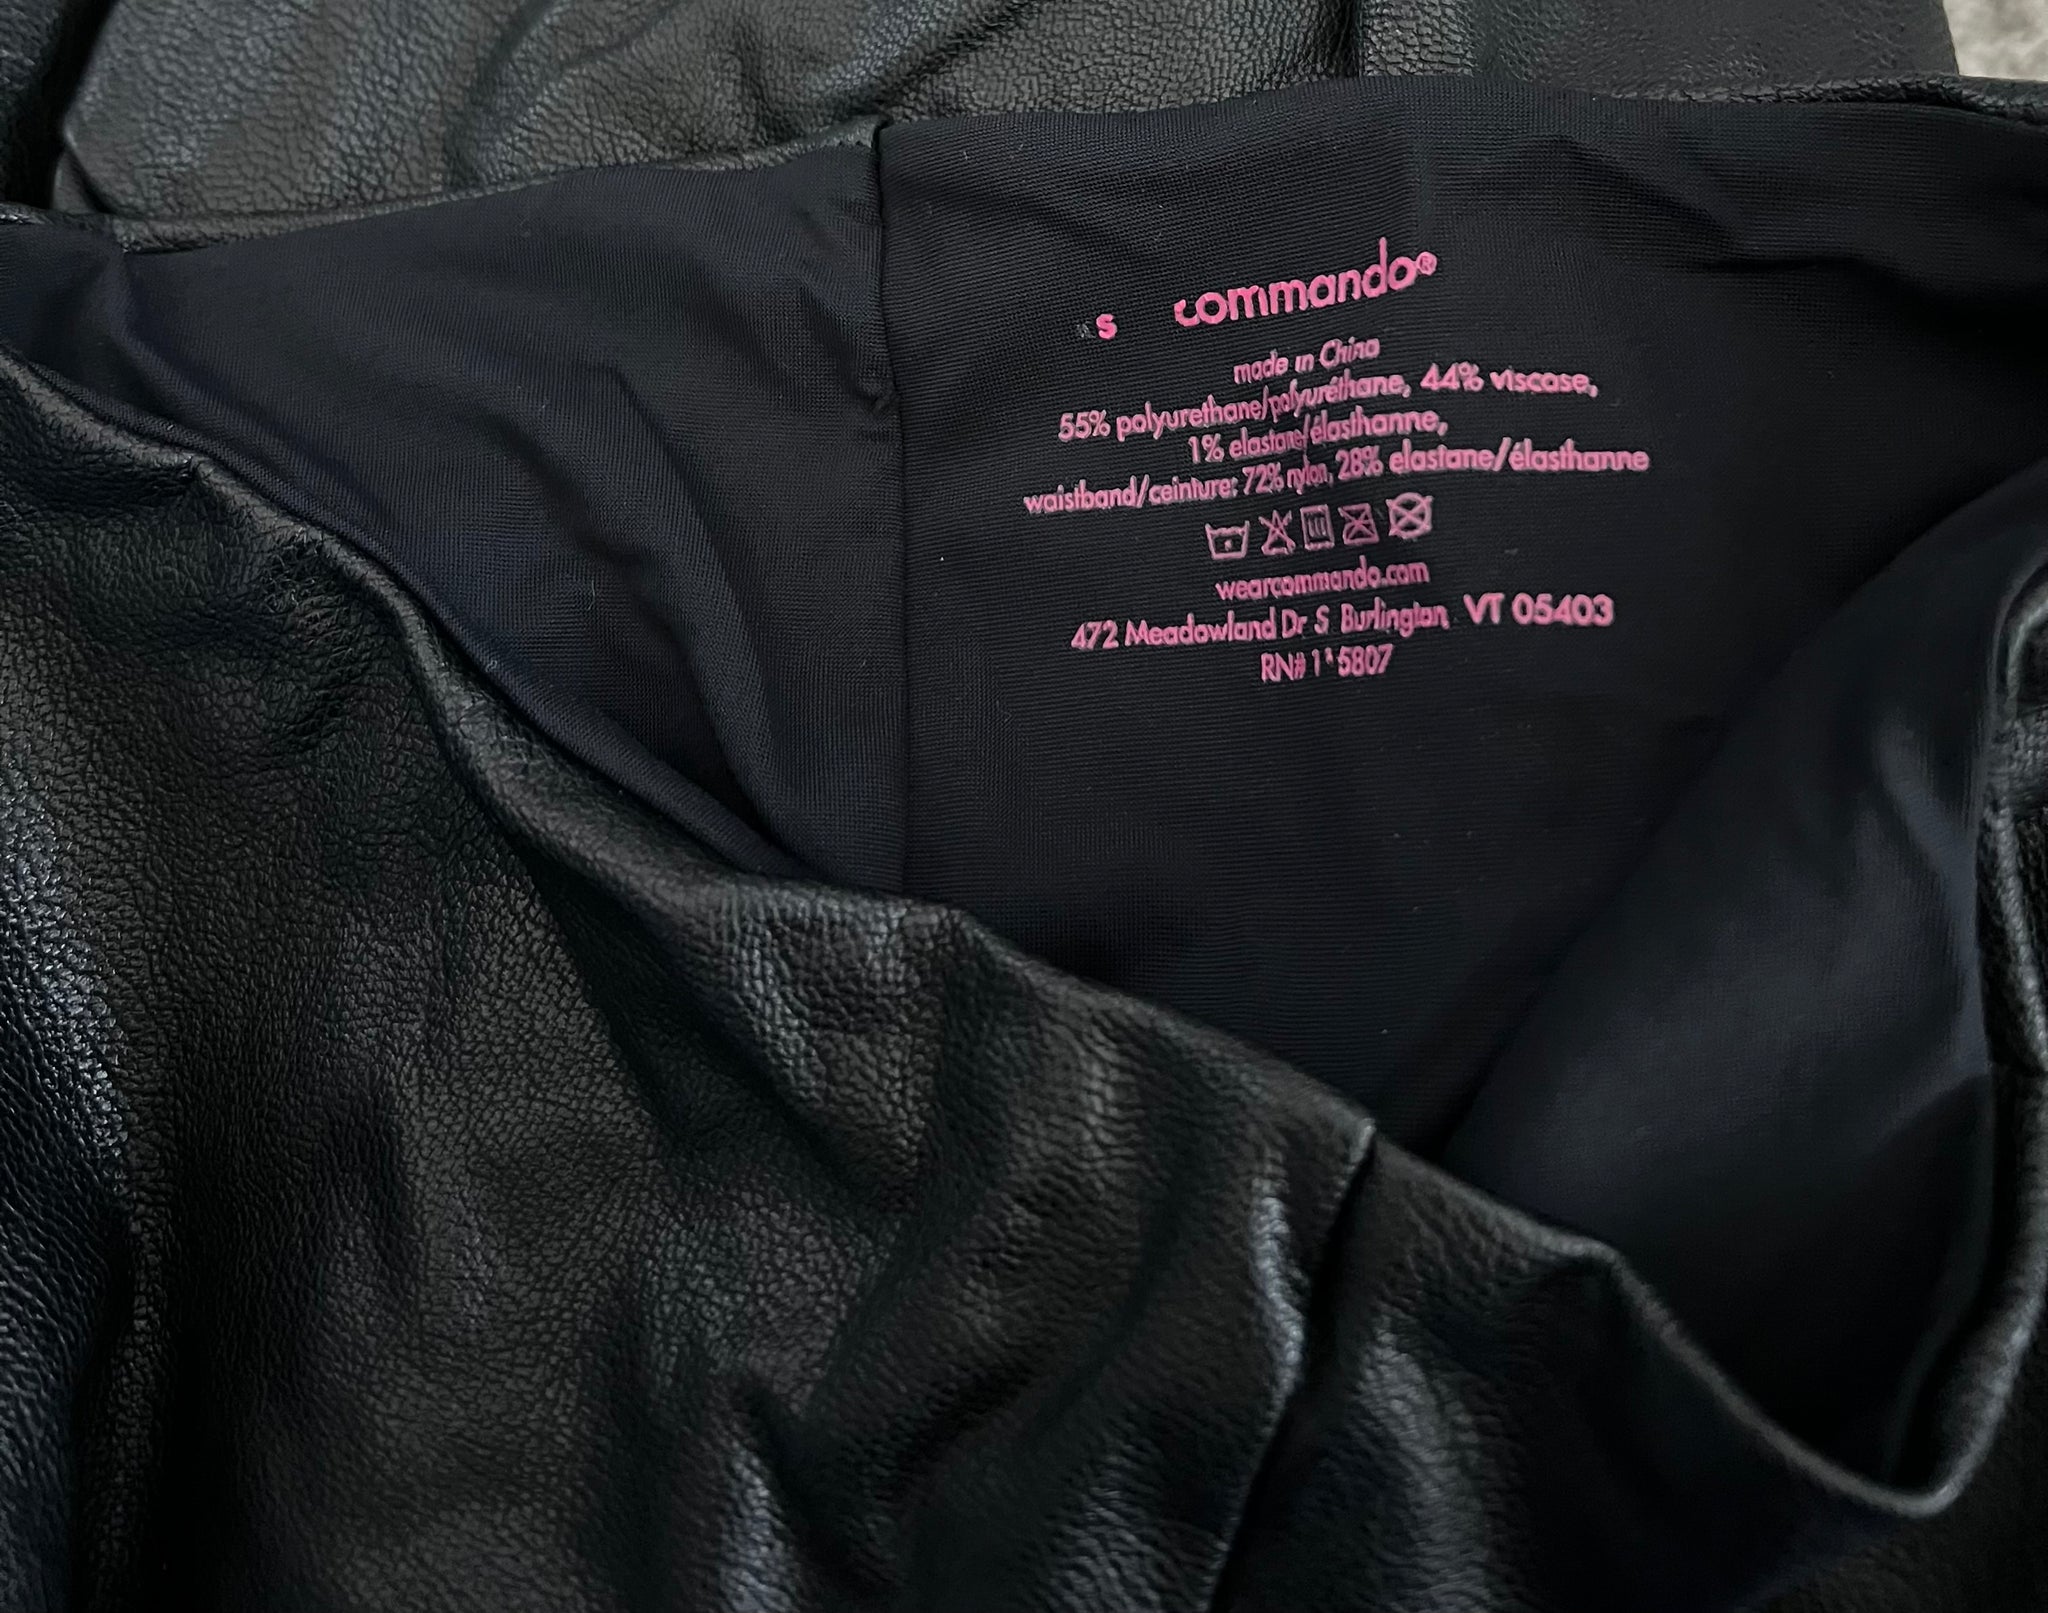 s commando®
made in China
55% polyurethane/polyuréthane, 44% viscose,
1% elastane/élasthanne,
waistband/ceinture: 72% nylon, 28% elastane/élasthanne
wearcommando.com
472 Meadowland Dr S Burlington, VT 05403
RN#